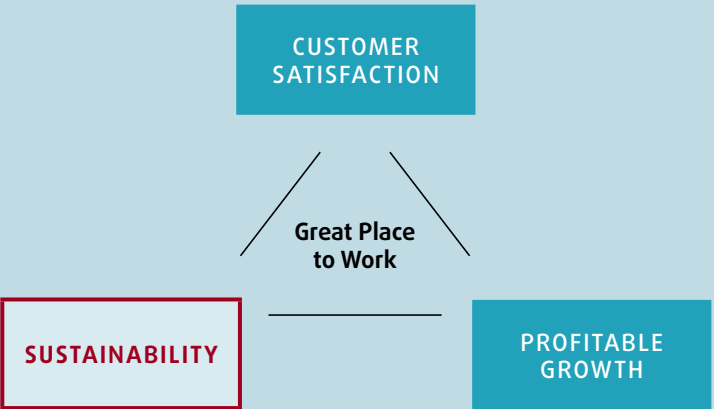 CUSTOMER
SATISFACTION
Great Place
to Work
SUSTAINABILITY
PROFITABLE
GROWTH